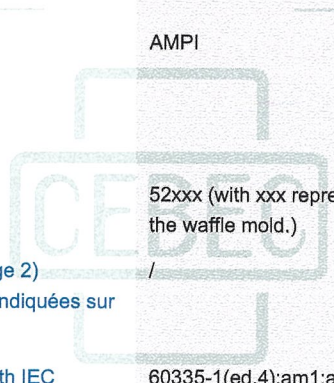 AMPI
CEBEC
52xxx (with xxx repre
the waffle mold.)
ge 2)
/
ndiquées sur
th IEC
60335-1(ed.4);am1;a